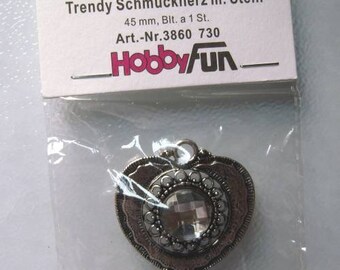 Trendy Schmuckherz m. Stein
45 mm, Blt. a 1 St.
Art.-Nr.3860 730
HobbyFun